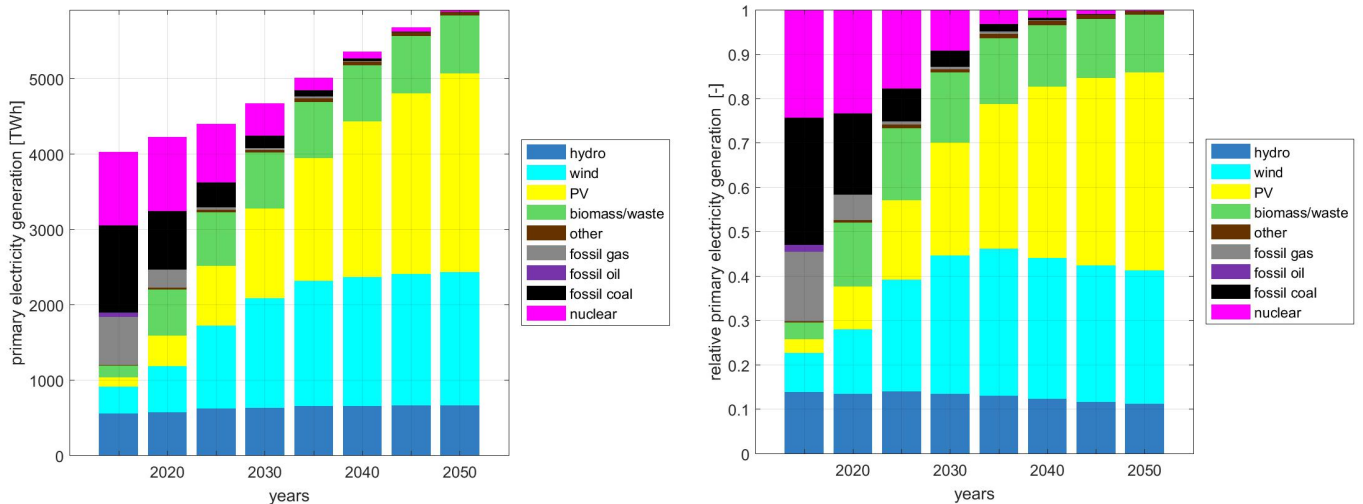 primary electricity generation [TWh]
5000
4000
3000
2000
1000
0
2020
2030
2040
2050
years
hydro
wind
PV
biomass/waste
other
fossil gas
fossil oil
fossil coal
nuclear
relative primary electricity generation [-]
1
0.9
0.8
0.7
0.6
0.5
0.4
0.3
0.2
0.1
0
2020
2030
2040
2050
years
hydro
wind
PV
biomass/waste
other
fossil gas
fossil oil
fossil coal
nuclear